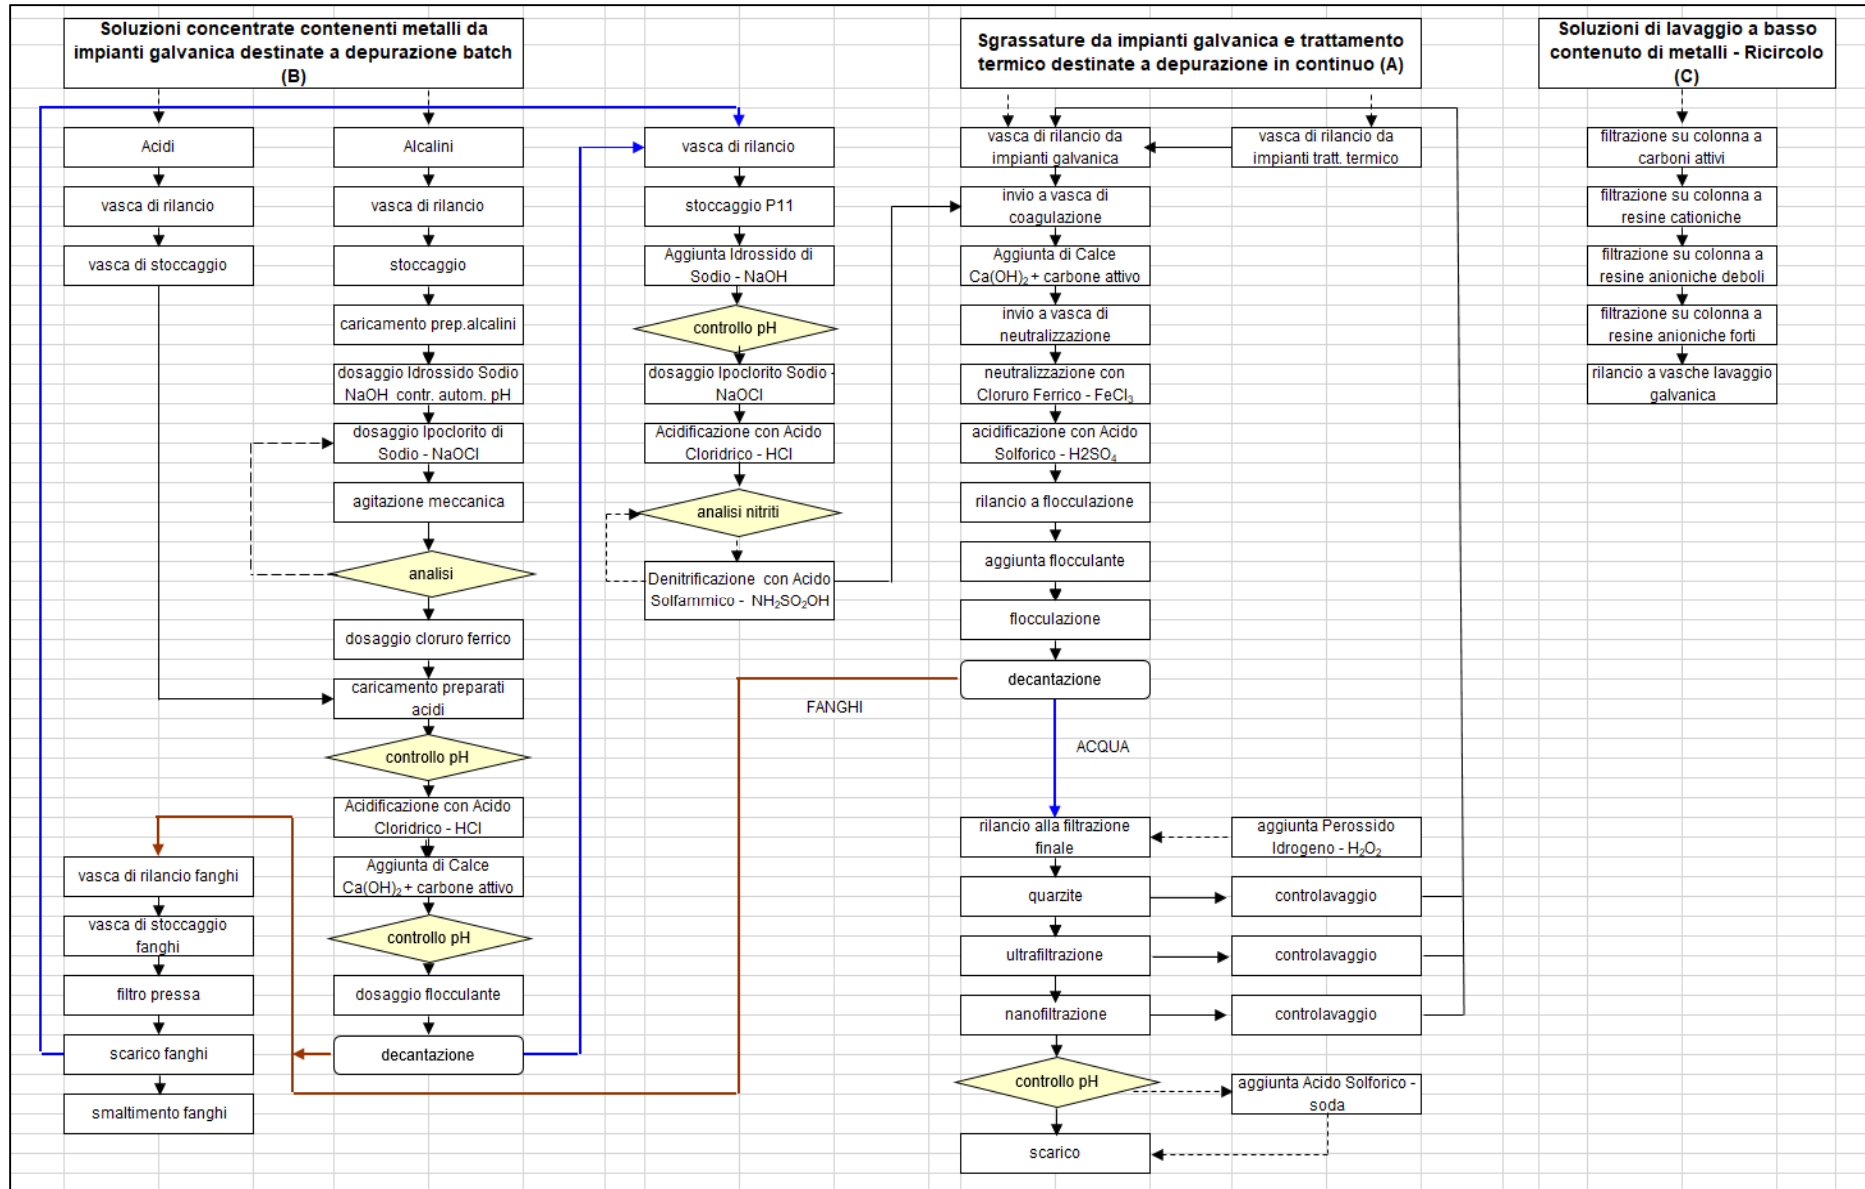 Soluzioni concentrate contenenti metalli da
impianti galvanica destinate a depurazione batch
(B)
Acidi
vasca di rilancio
vasca di stoccaggio
Alcalini
vasca di rilancio
stoccaggio
caricamento prep.alcalini
dosaggio Idrossido Sodio
NaOH contr. autom. pH
dosaggio Ipoclorito di
Sodio - NaOCl
agitazione meccanica
analisi
dosaggio cloruro ferrico
caricamento preparati
acidi
controllo pH
Acidificazione con Acido
Cloridrico - HCl
Aggiunta di Calce
Ca(OH)₂ + carbone attivo
controllo pH
dosaggio flocculante
decantazione
vasca di rilancio fanghi
vasca di stoccaggio
fanghi
filtro pressa
scarico fanghi
smaltimento fanghi
vasca di rilancio
stoccaggio P11
Aggiunta Idrossido di
Sodio - NaOH
controllo pH
dosaggio Ipoclorito Sodio -
NaOCl
Acidificazione con Acido
Cloridrico - HCl
analisi nitriti
Denitrificazione con Acido
Solfammico - NH₂SO₂OH
Sgrassature da impianti galvanica e trattamento
termico destinate a depurazione in continuo (A)
vasca di rilancio da
impianti galvanica
vasca di rilancio da
impianti tratt. termico
invio a vasca di
coagulazione
Aggiunta di Calce
Ca(OH)₂ + carbone attivo
invio a vasca di
neutralizzazione
neutralizzazione con
Cloruro Ferrico - FeCl₃
acidificazione con Acido
Solforico - H2SO₄
rilancio a flocculazione
aggiunta flocculante
flocculazione
decantazione
FANGHI
ACQUA
rilancio alla filtrazione
finale
aggiunta Perossido
Idrogeno - H₂O₂
quarzite
controlavaggio
ultrafiltrazione
controlavaggio
nanofiltrazione
controlavaggio
controllo pH
aggiunta Acido Solforico -
soda
scarico
Soluzioni di lavaggio a basso
contenuto di metalli - Ricircolo
(C)
filtrazione su colonna a
carboni attivi
filtrazione su colonna a
resine cationiche
filtrazione su colonna a
resine anioniche deboli
filtrazione su colonna a
resine anioniche forti
rilancio a vasche lavaggio
galvanica